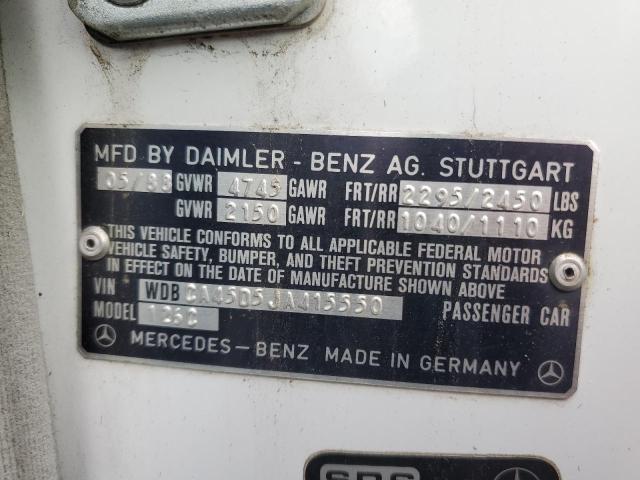 MFD BY DAIMLER - BENZ AG. STUTTGART
05/88 GVWR 4745 GAWR FRT/RR 2295/2450 LBS
GVWR 2150 GAWR FRT/RR 1040/1110 KG
THIS VEHICLE CONFORMS TO ALL APPLICABLE FEDERAL MOTOR
VEHICLE SAFETY, BUMPER, AND THEFT PREVENTION STANDARDS
IN EFFECT ON THE DATE OF MANUFACTURE SHOWN ABOVE
VIN WDB CA45D5JA415550
MODEL 126C PASSENGER CAR
MERCEDES-BENZ MADE IN GERMANY